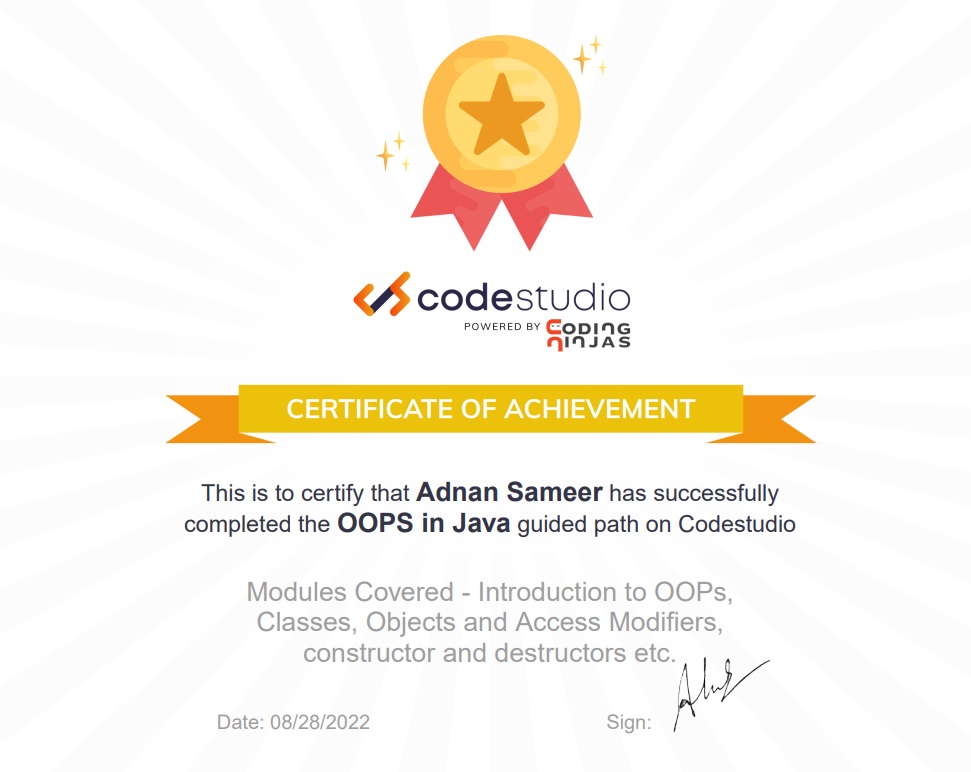 codestudio
POWERED BY CODING NINJAS
CERTIFICATE OF ACHIEVEMENT
This is to certify that Adnan Sameer has successfully
completed the OOPS in Java guided path on Codestudio
Modules Covered - Introduction to OOPs,
Classes, Objects and Access Modifiers,
constructor and destructors etc.
Date: 08/28/2022 Sign: